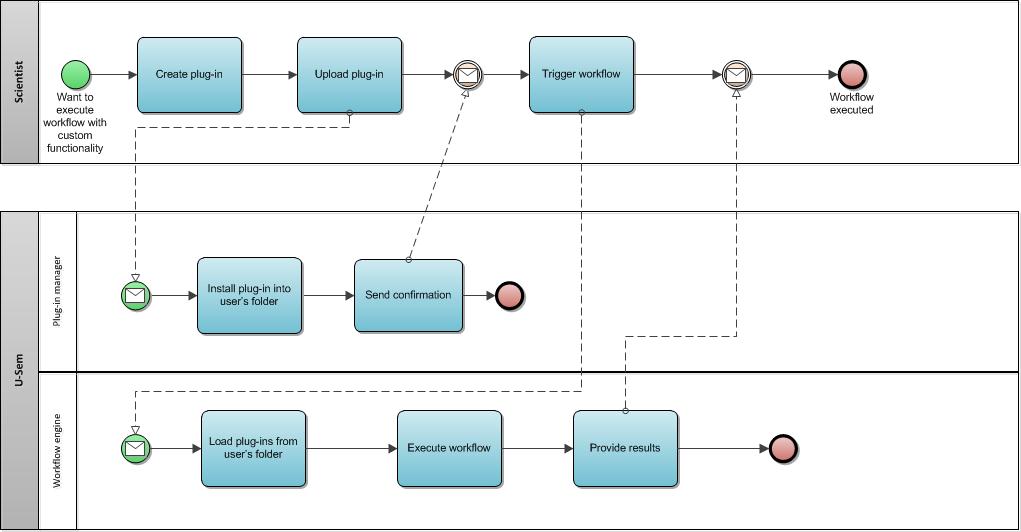 Scientist
Create plug-in
Upload plug-in
Trigger workflow
Want to
execute
workflow with
custom
functionality
Workflow
executed
U-Sem
Plug-in manager
Install plug-in into
user's folder
Send confirmation
Workflow engine
Load plug-ins from
user's folder
Execute workflow
Provide results